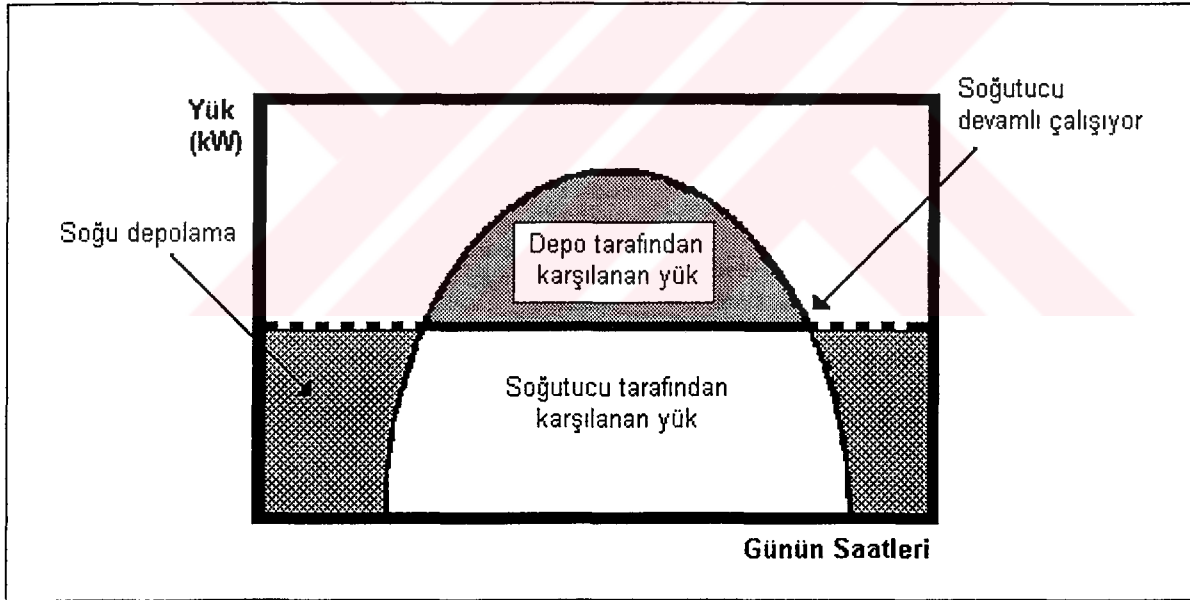 Yük
(kW)
Soğutucu
devamlı çalışıyor
Soğu depolama
Depo tarafından
karşılanan yük
Soğutucu tarafından
karşılanan yük
Günün Saatleri